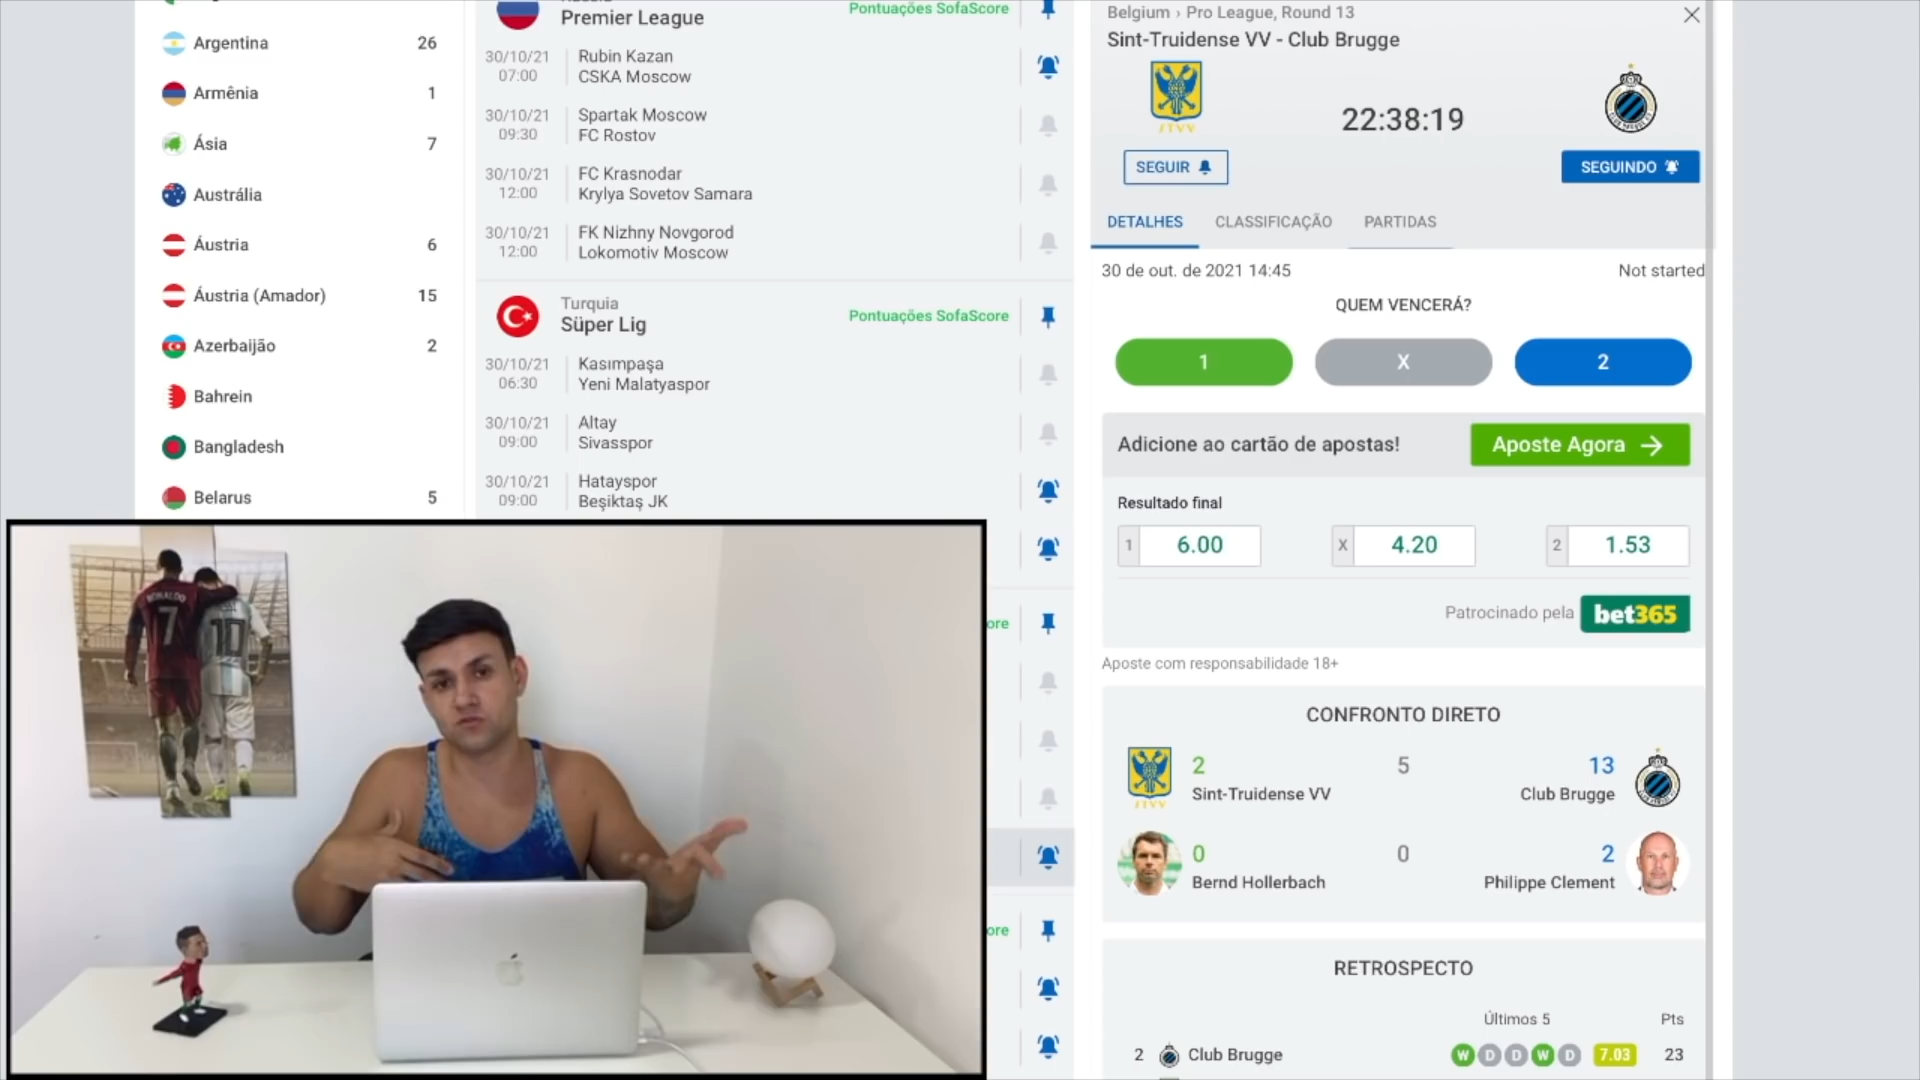 Argentina 26
Armênia 1
Ásia 7
Austrália
Áustria 6
Áustria (Amador) 15
Azerbaijão 2
Bahrein
Bangladesh
Belarus 5
Premier League
Pontuações SofaScore
30/10/21
07:00
Rubin Kazan
CSKA Moscow
30/10/21
09:30
Spartak Moscow
FC Rostov
30/10/21
12:00
FC Krasnodar
Krylya Sovetov Samara
30/10/21
12:00
FK Nizhny Novgorod
Lokomotiv Moscow
Turquia
Süper Lig
Pontuações SofaScore
30/10/21
06:30
Kasımpaşa
Yeni Malatyaspor
30/10/21
09:00
Altay
Sivasspor
30/10/21
09:00
Hatayspor
Beşiktaş JK
ore
ore
RONALDO
7
10
Belgium › Pro League, Round 13
Sint-Truidense VV - Club Brugge
STVV
22:38:19
SEGUIR
SEGUINDO
DETALHES CLASSIFICAÇÃO PARTIDAS
30 de out. de 2021 14:45 Not started
QUEM VENCERÁ?
1 X 2
Adicione ao cartão de apostas! Aposte Agora
Resultado final
1 6.00 X 4.20 2 1.53
Patrocinado pela bet365
Aposte com responsabilidade 18+
CONFRONTO DIRETO
2 5 13
Sint-Truidense VV Club Brugge
STVV
0 0 2
Bernd Hollerbach Philippe Clement
RETROSPECTO
Últimos 5 Pts
2 Club Brugge W D D W D 7.03 23